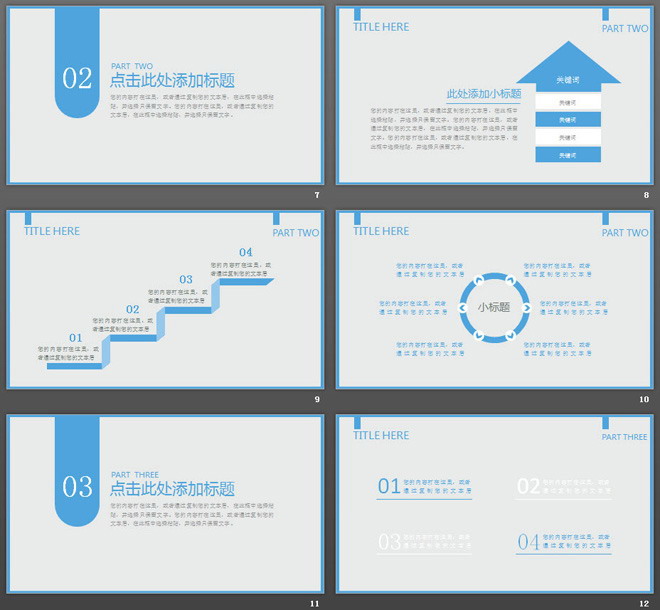 02
PART TWO
点击此处添加标题
您的内容打在这里，或者通过复制您的文本后，在此框中选择粘
贴，并选择只保留文字。您的内容打在这里，或者通过复制您的
文本后，在此框中选择粘贴，并选择只保留文字。
7
TITLE HERE
PART TWO
关键词
此处添加小标题
您的内容打在这里，或者通过复制您的文本后，在此框中选择粘
贴，并选择只保留文字。您的内容打在这里，或者通过复制您的
文本后，在此框中选择粘贴，并选择只保留文字。您的内容打在
这里，或者通过复制您的文本后，在此框中选择粘贴，并选择只保留
文字。
关键词
关键词
关键词
关键词
8
TITLE HERE
PART TWO
04
您的内容打在这里，或
者通过复制您的文本后
03
您的内容打在这里，或
者通过复制您的文本后
02
您的内容打在这里，或
者通过复制您的文本后
01
您的内容打在这里，或
者通过复制您的文本后
9
TITLE HERE
PART TWO
您的内容打在这里，或者
通过复制您的文本后
您的内容打在这里，或者
通过复制您的文本后
您的内容打在这里，或者
通过复制您的文本后
小标题
您的内容打在这里，或者
通过复制您的文本后
您的内容打在这里，或者
通过复制您的文本后
您的内容打在这里，或者
通过复制您的文本后
10
03
PART THREE
点击此处添加标题
您的内容打在这里，或者通过复制您的文本后，在此框中选择粘
贴，并选择只保留文字。您的内容打在这里，或者通过复制您的
文本后，在此框中选择粘贴，并选择只保留文字。
11
TITLE HERE
PART THREE
01
您的内容打在这里，或者
通过复制您的文本后
02
您的内容打在这里，或者
通过复制您的文本后
03
您的内容打在这里，或者
通过复制您的文本后
04
您的内容打在这里，或者
通过复制您的文本后
12